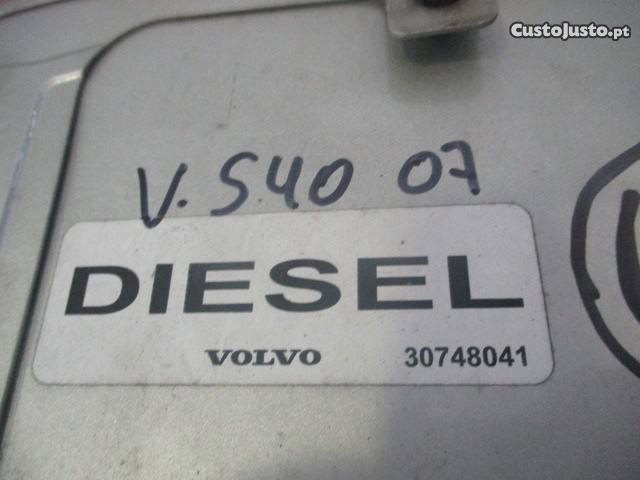 CustoJusto.pt
V. S40 07
DIESEL
VOLVO 30748041